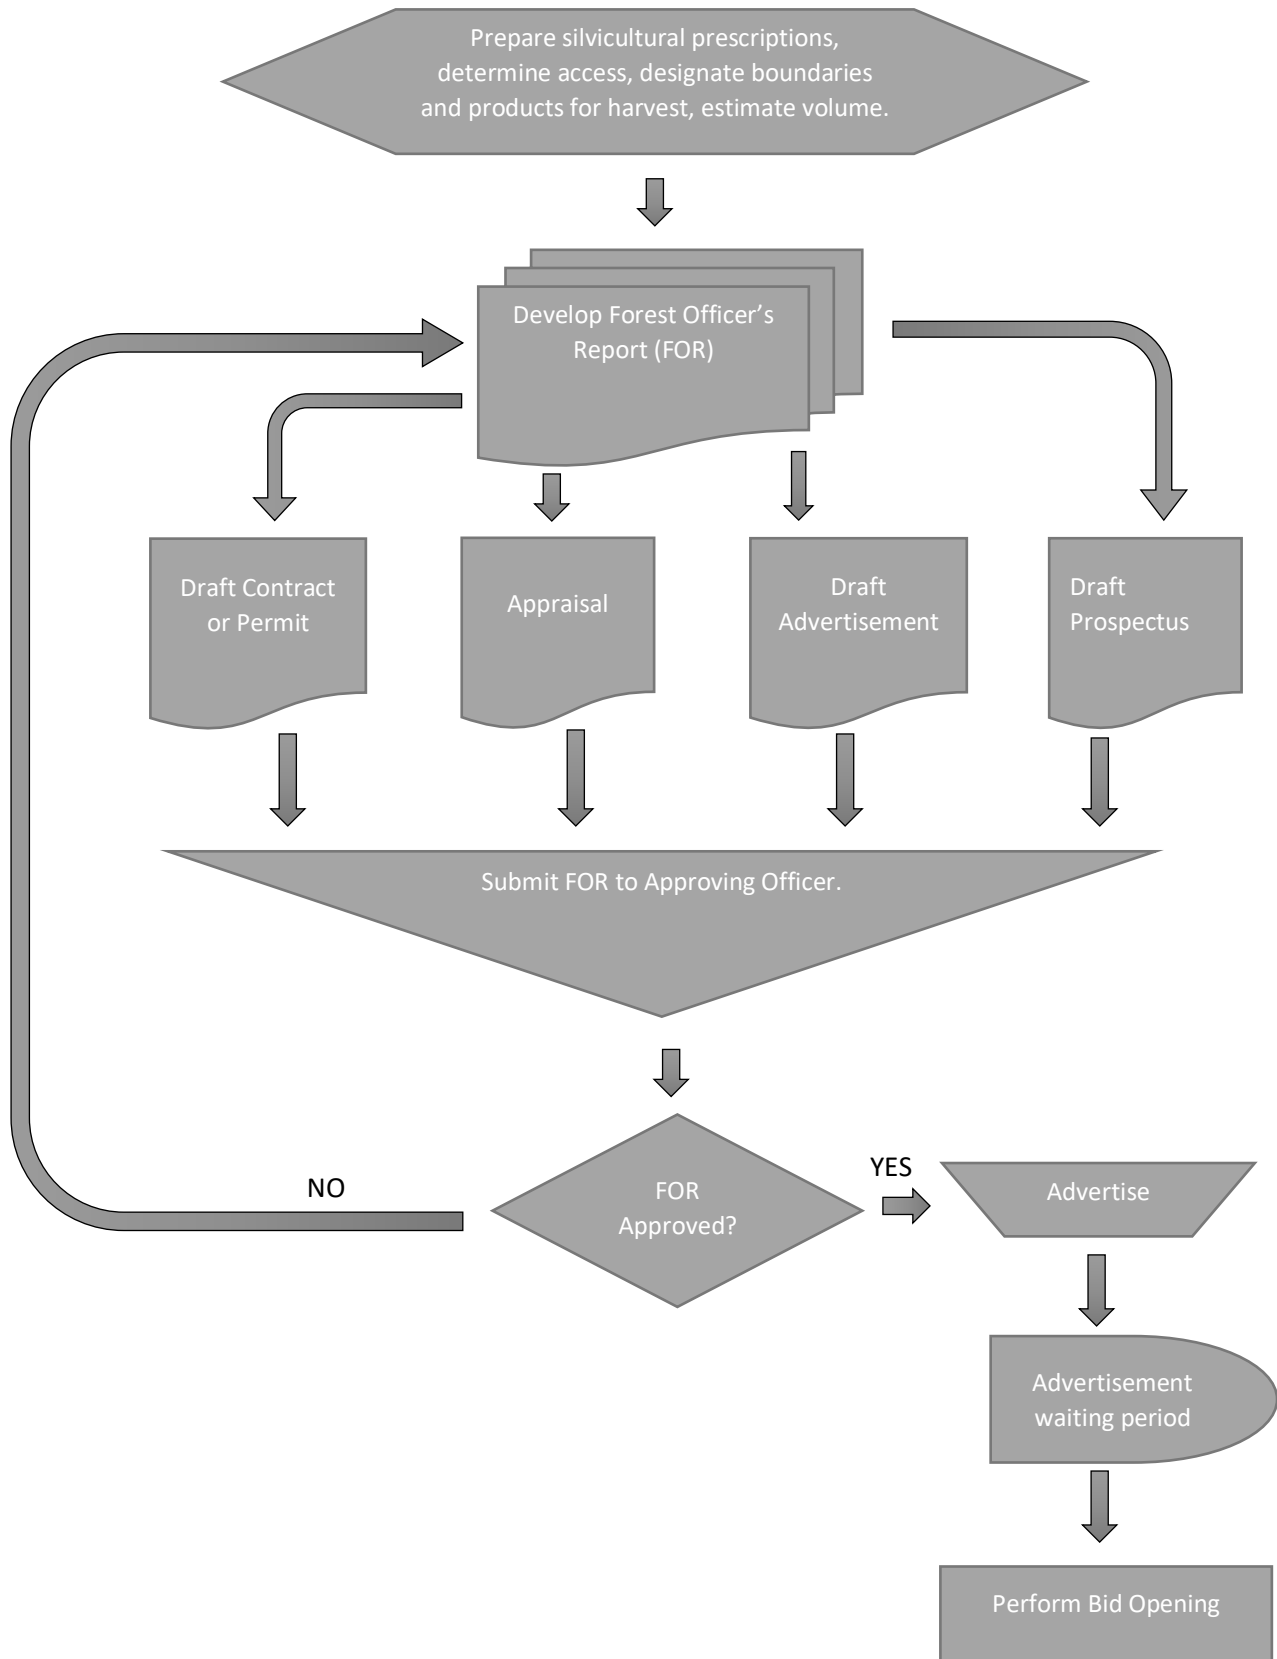 Prepare silvicultural prescriptions,
determine access, designate boundaries
and products for harvest, estimate volume.
Develop Forest Officer’s
Report (FOR)
Draft Contract
or Permit
Appraisal
Draft
Advertisement
Draft
Prospectus
Submit FOR to Approving Officer.
NO
FOR
Approved?
YES
Advertise
Advertisement
waiting period
Perform Bid Opening